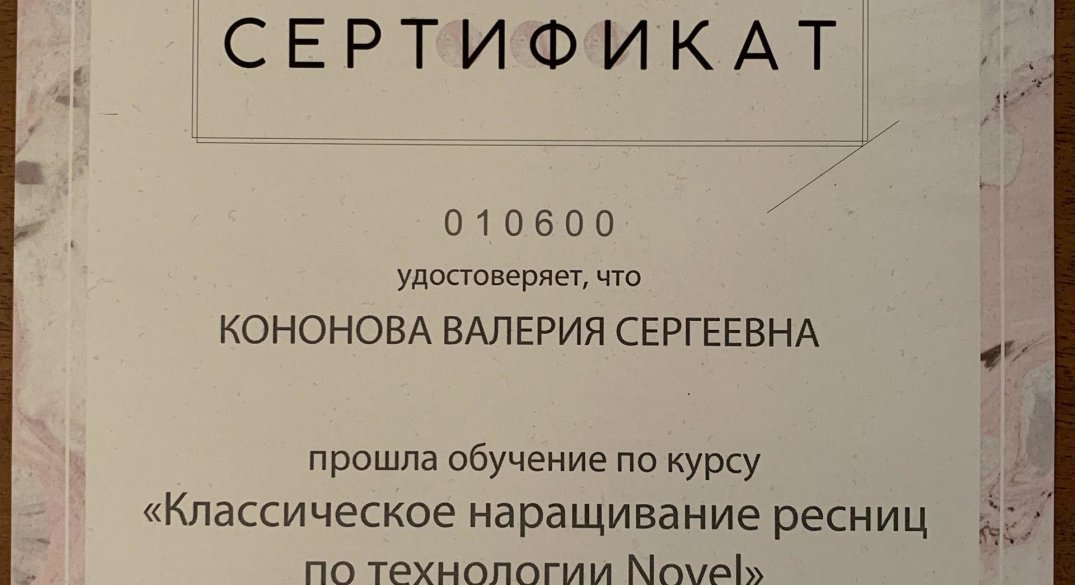 СЕРТИФИКАТ
010600
удостоверяет, что
КОНОНОВА ВАЛЕРИЯ СЕРГЕЕВНА
прошла обучение по курсу
«Классическое наращивание ресниц
по технологии Novel»